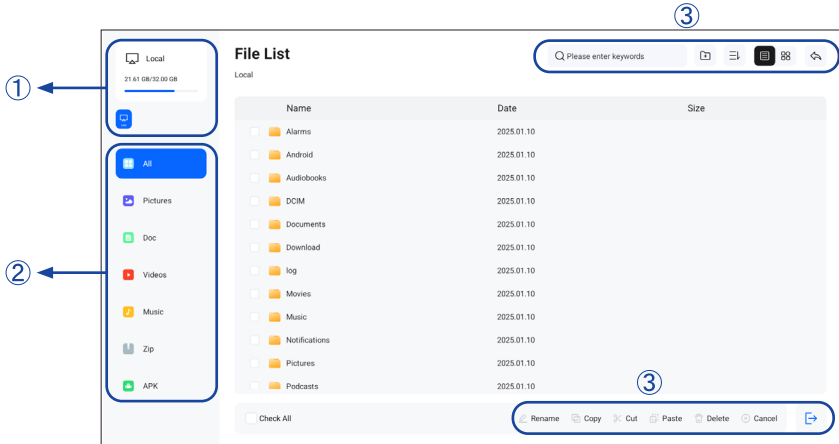 ③
① Local
21.61 GB/32.00 GB
② All
Pictures
Doc
Videos
Music
Zip
APK
File List
Local
Please enter keywords
Name Date Size
Alarms 2025.01.10
Android 2025.01.10
Audiobooks 2025.01.10
DCIM 2025.01.10
Documents 2025.01.10
Download 2025.01.10
log 2025.01.10
Movies 2025.01.10
Music 2025.01.10
Notifications 2025.01.10
Pictures 2025.01.10
Podcasts 2025.01.10
③
Check All Rename Copy Cut Paste Delete Cancel